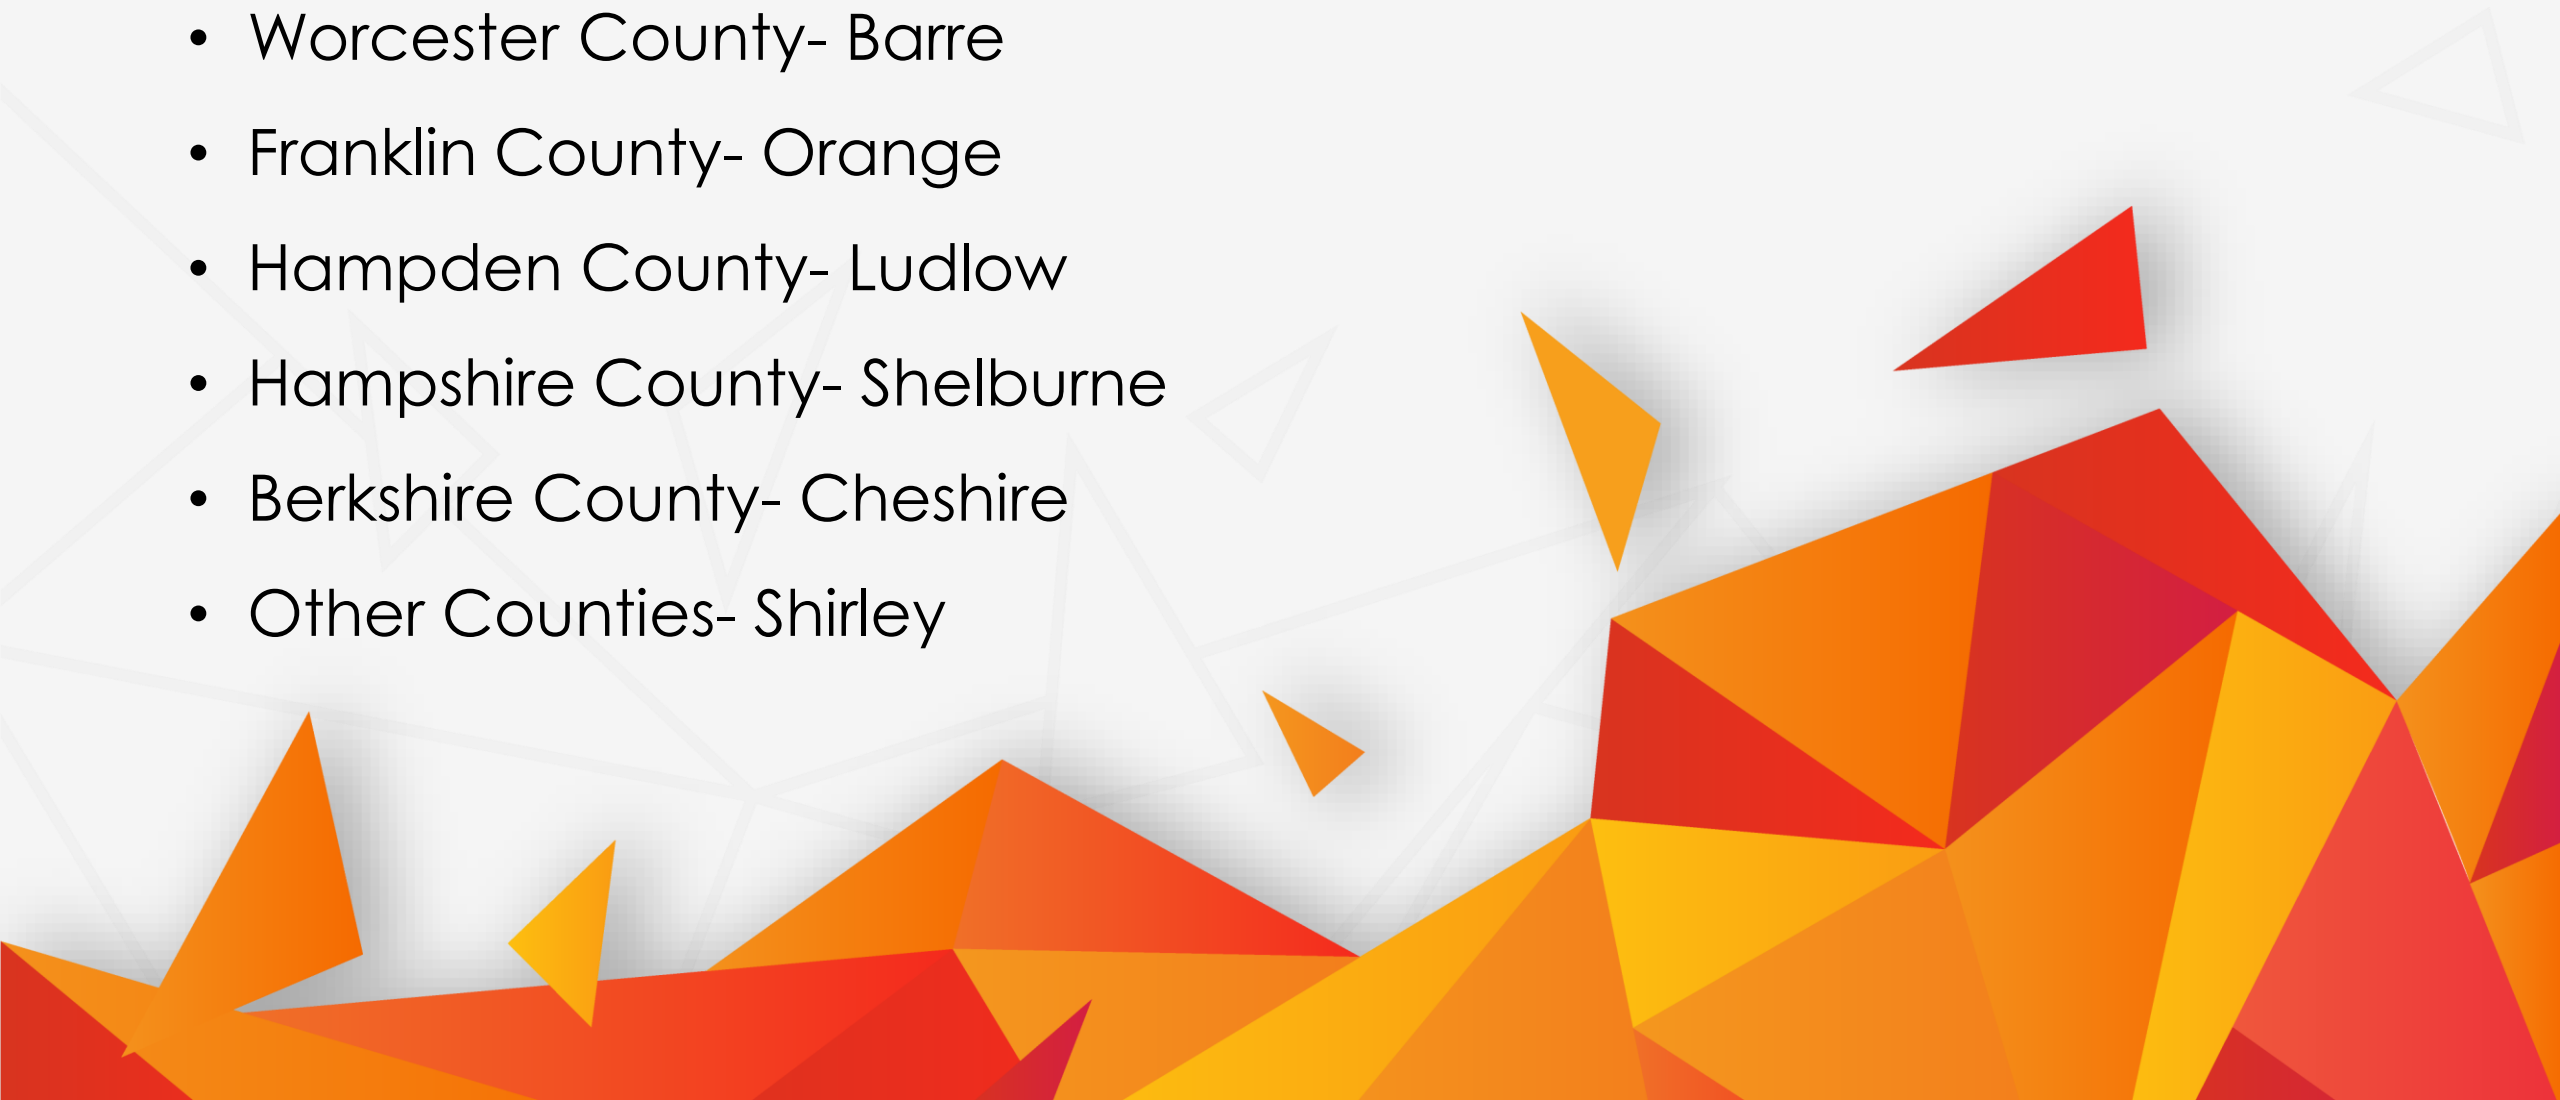 • Worcester County- Barre
• Franklin County- Orange
• Hampden County- Ludlow
• Hampshire County- Shelburne
• Berkshire County- Cheshire
• Other Counties- Shirley